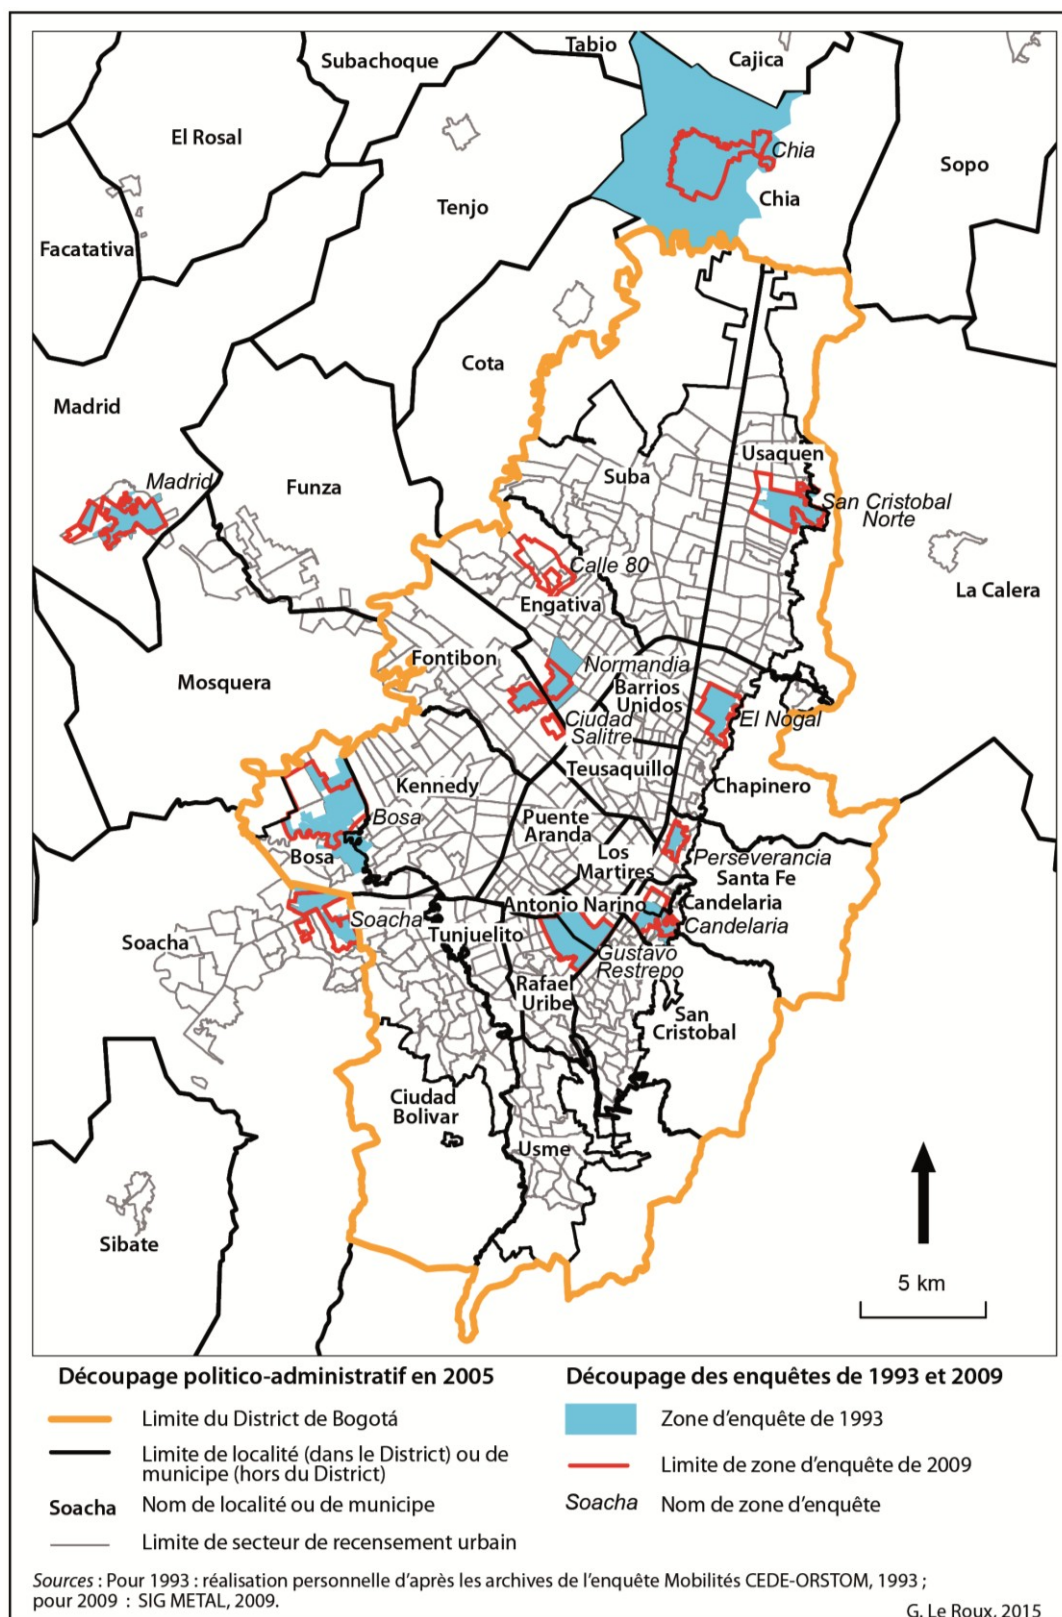 Tabio
Cajica
Subachoque
El Rosal
Chia
Sopo
Chia
Tenjo
Facatativa
Cota
Madrid
Usaquen
Suba
Madrid
Funza
San Cristobal
Norte
Calle 80
La Calera
Engativa
Fontibon
Normandia
Mosquera
Barrios
Unidos
El Nogal
Ciudad
Salitre
Teusaquillo
Kennedy
Chapinero
Bosa
Puente
Aranda
Bosa
Los
Martires
Perseverancia
Santa Fe
Antonio Narino
Candelaria
Soacha
Candelaria
Tunjuelito
Soacha
Gustavo
Restrepo
Rafael
Uribe
San
Cristobal
Ciudad
Bolivar
Usme
Sibate
5 km
Découpage politico-administratif en 2005
Limite du District de Bogotá
Limite de localité (dans le District) ou de
municipe (hors du District)
Soacha
Nom de localité ou de municipe
Limite de secteur de recensement urbain
Découpage des enquêtes de 1993 et 2009
Zone d'enquête de 1993
Limite de zone d'enquête de 2009
Soacha
Nom de zone d'enquête
Sources : Pour 1993 : réalisation personnelle d'après les archives de l'enquête Mobilités CEDE-ORSTOM, 1993 ;
pour 2009 : SIG METAL, 2009.
G. Le Roux, 2015